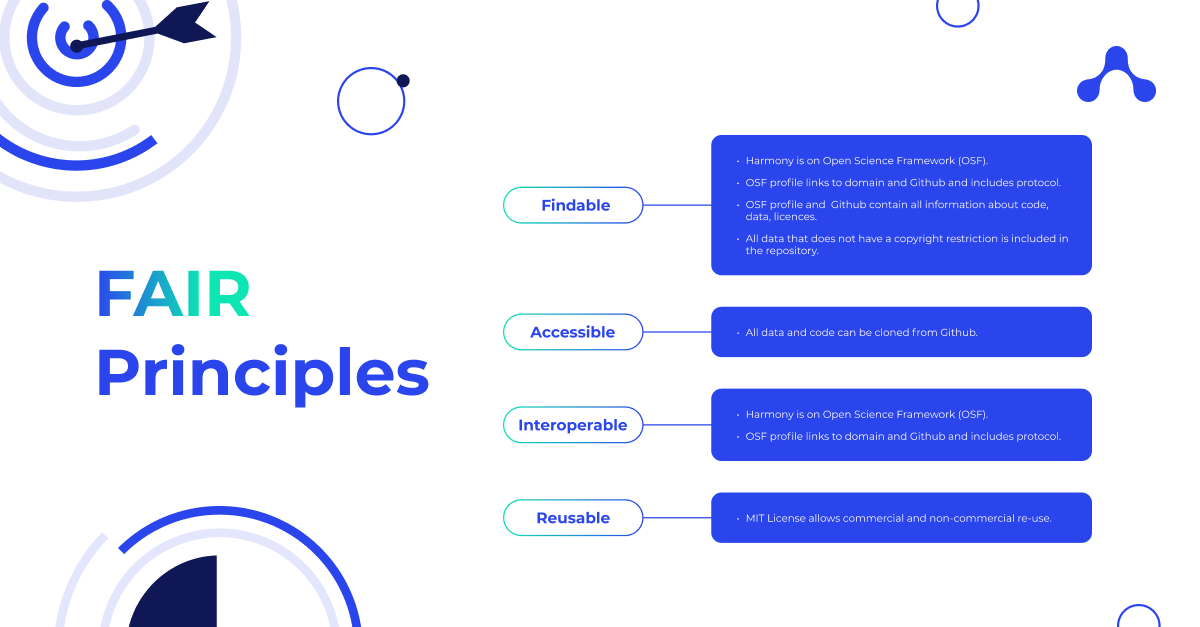 FAIR
Principles
Findable
• Harmony is on Open Science Framework (OSF).
• OSF profile links to domain and Github and includes protocol.
• OSF profile and  Github contain all information about code,
data, licences.
• All data that does not have a copyright restriction is included in
the repository.
Accessible
• All data and code can be cloned from Github.
Interoperable
• Harmony is on Open Science Framework (OSF).
• OSF profile links to domain and Github and includes protocol.
Reusable
• MIT License allows commercial and non-commercial re-use.